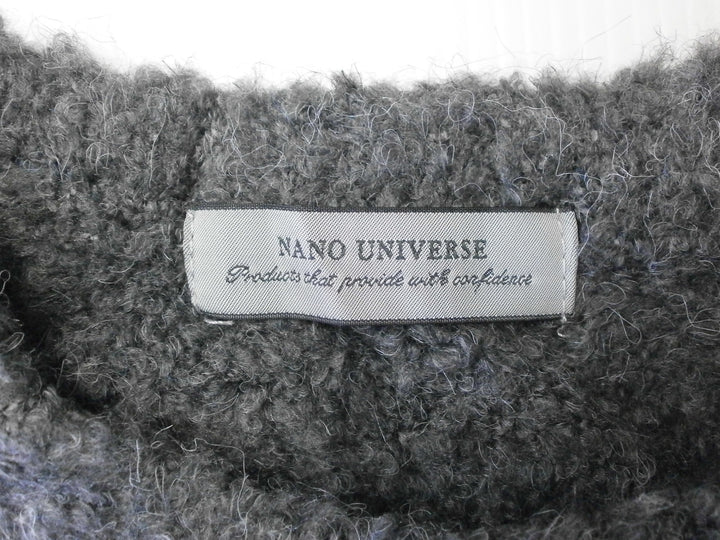 NANO UNIVERSE
Products that provide with confidence